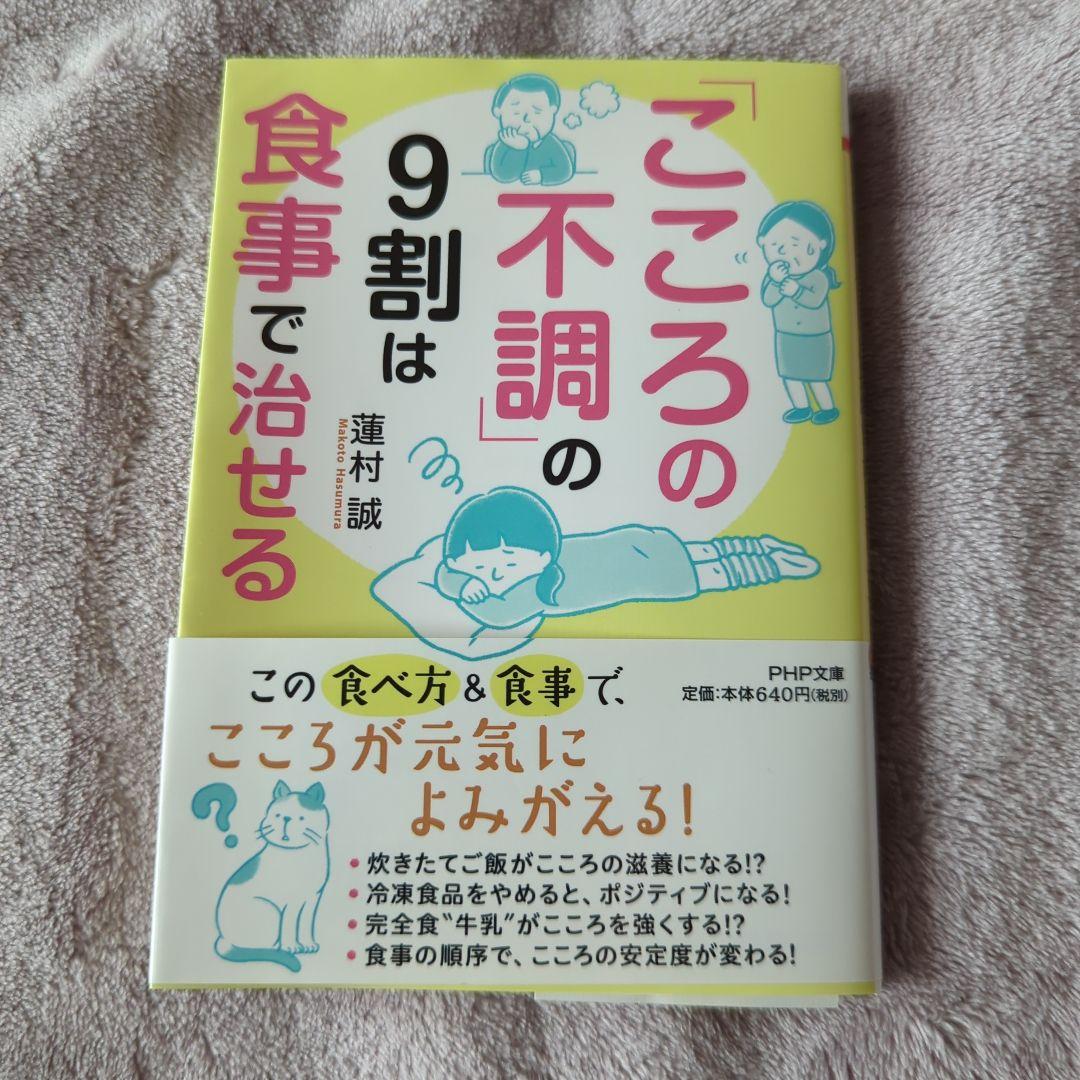 「こころの
不調」の
9割は
食事で治せる
蓮村 誠
Makoto Hasumura
PHP文庫
定価:本体640円(税別)
この食べ方&食事で、
こころが元気に
よみがえる!
?
・炊きたてご飯がこころの滋養になる!?
・冷凍食品をやめると、ポジティブになる!
・完全食“牛乳”がこころを強くする!?
・食事の順序で、こころの安定度が変わる!